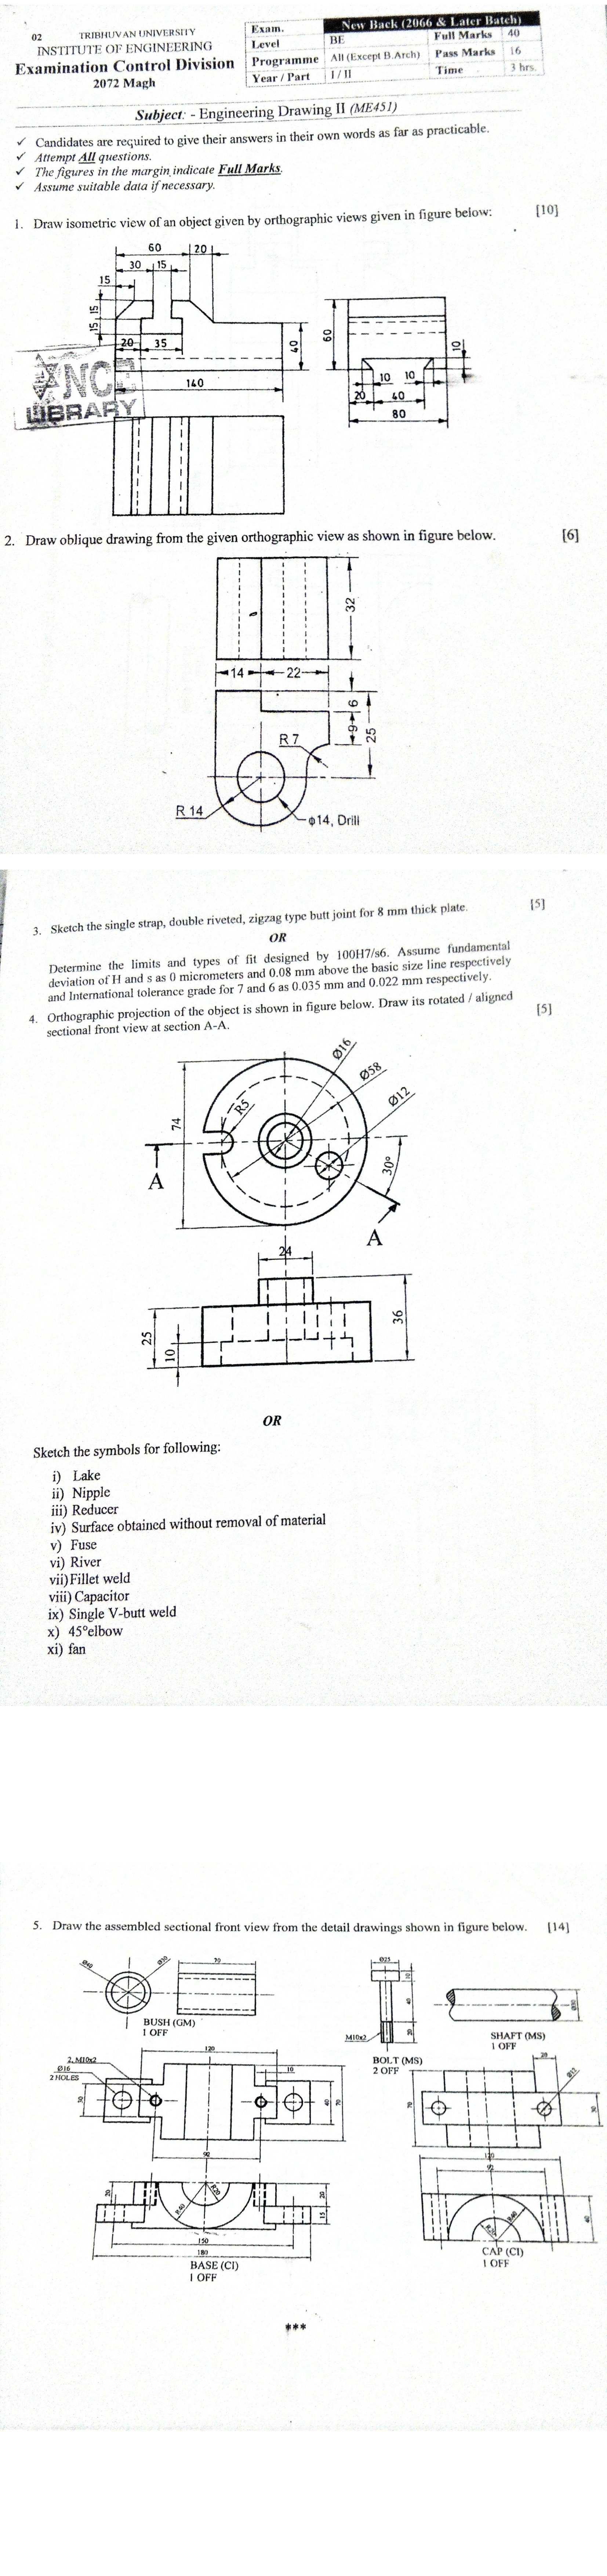 02
TRIBHUVAN UNIVERSITY
INSTITUTE OF ENGINEERING
Examination Control Division
2072 Magh
Exam. New Back (2066 & Later Batch)
Level BE Full Marks 40
Programme All (Except B.Arch) Pass Marks 16
Year / Part I / II Time 3 hrs.
Subject: - Engineering Drawing II (ME451)
✓ Candidates are required to give their answers in their own words as far as practicable.
✓ Attempt All questions.
✓ The figures in the margin indicate Full Marks.
✓ Assume suitable data if necessary.
1. Draw isometric view of an object given by orthographic views given in figure below: [10]
60 20
30 15
15
15 15
20 35
40
140
60
10
10 10
20 40
80
NCE
LIBRARY
2. Draw oblique drawing from the given orthographic view as shown in figure below. [6]
32
14 22
6
9
25
R 7
R 14
φ14, Drill
3. Sketch the single strap, double riveted, zigzag type butt joint for 8 mm thick plate. [5]
OR
Determine the limits and types of fit designed by 100H7/s6. Assume fundamental
deviation of H and s as 0 micrometers and 0.08 mm above the basic size line respectively
and International tolerance grade for 7 and 6 as 0.035 mm and 0.022 mm respectively.
4. Orthographic projection of the object is shown in figure below. Draw its rotated / aligned [5]
sectional front view at section A-A.
Ø16
Ø58
Ø12
R5
74
30°
A
A
24
25
10
36
OR
Sketch the symbols for following:
i) Lake
ii) Nipple
iii) Reducer
iv) Surface obtained without removal of material
v) Fuse
vi) River
vii) Fillet weld
viii) Capacitor
ix) Single V-butt weld
x) 45°elbow
xi) fan
5. Draw the assembled sectional front view from the detail drawings shown in figure below. [14]
Ø40
Ø30
70
BUSH (GM)
1 OFF
Ø25
10
20
M10x2
BOLT (MS)
2 OFF
Ø30
SHAFT (MS)
1 OFF
120
2, M10x2
Ø16
2 HOLES
30
10
40
70
92
20
R40
R20
20
15
150
180
BASE (CI)
1 OFF
28
Ø12
70
120
92
R40
CAP (CI)
1 OFF
***